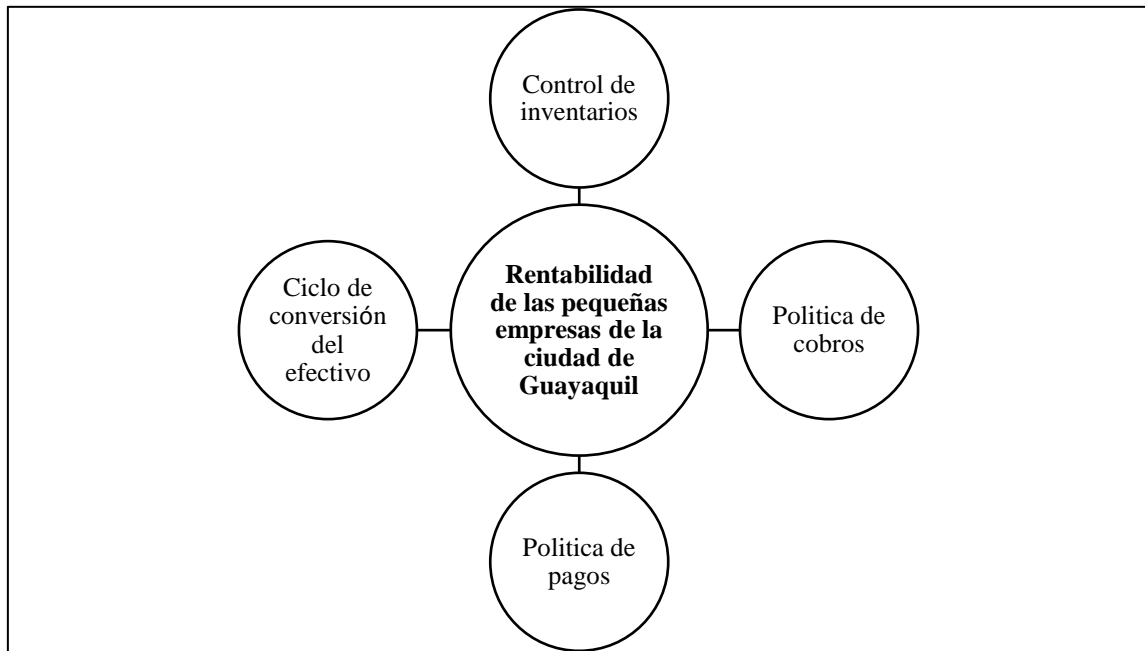 Control de
inventarios
Ciclo de
conversión
del
efectivo
Rentabilidad
de las pequeñas
empresas de la
ciudad de
Guayaquil
Politica de
cobros
Politica de
pagos